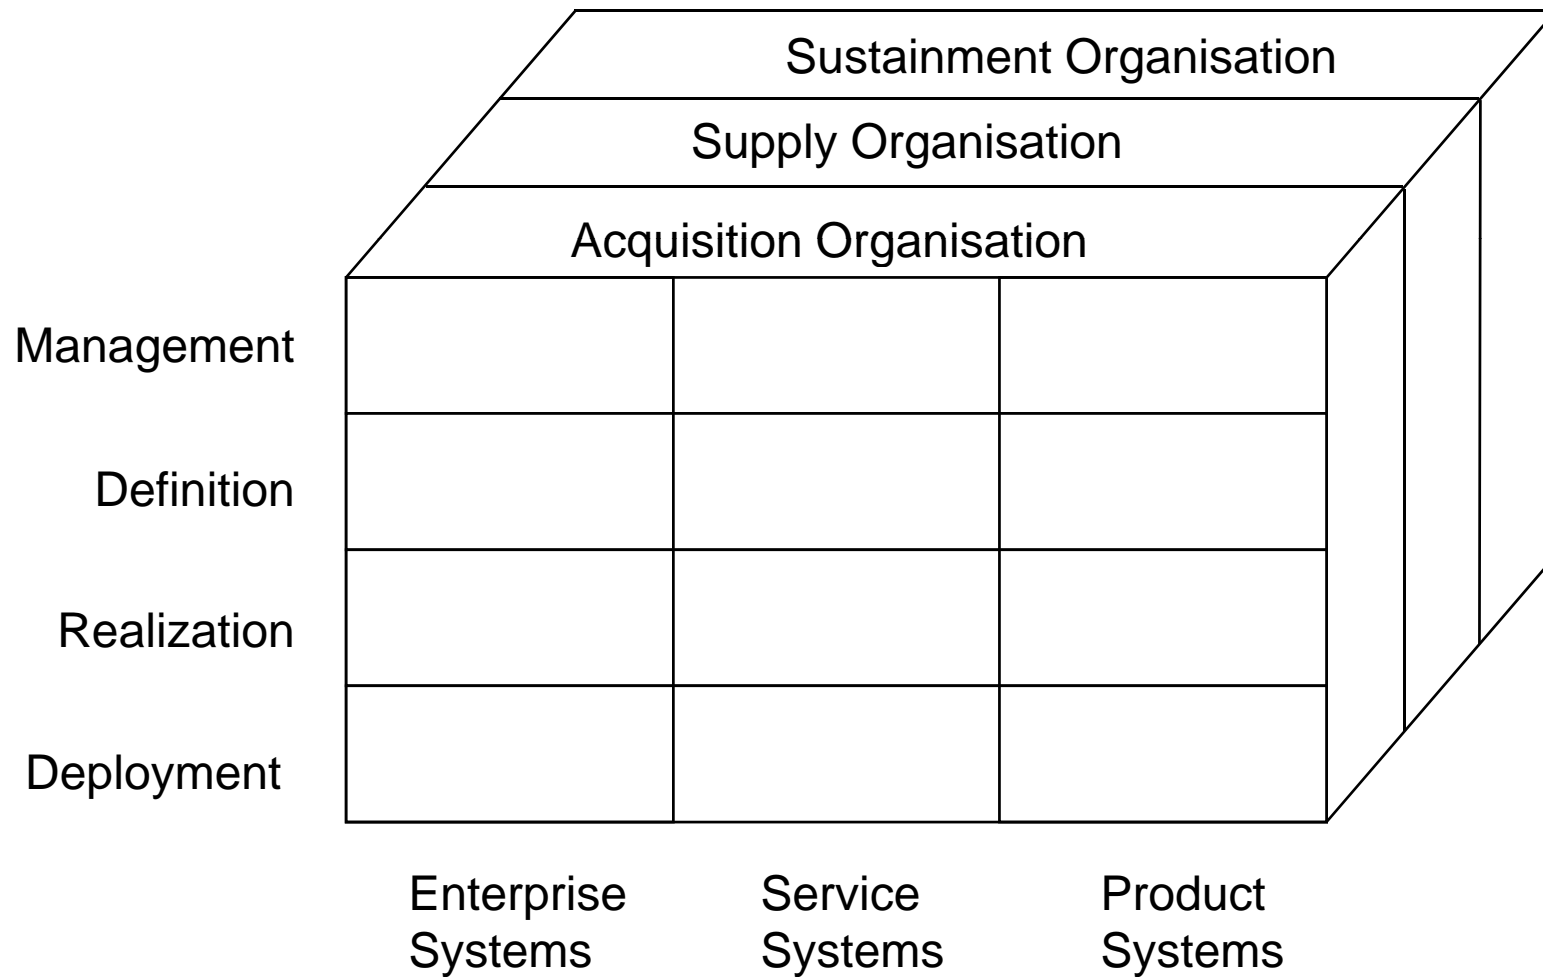 Sustainment Organisation
Supply Organisation
Acquisition Organisation
Management
Definition
Realization
Deployment
Enterprise
Systems
Service
Systems
Product
Systems